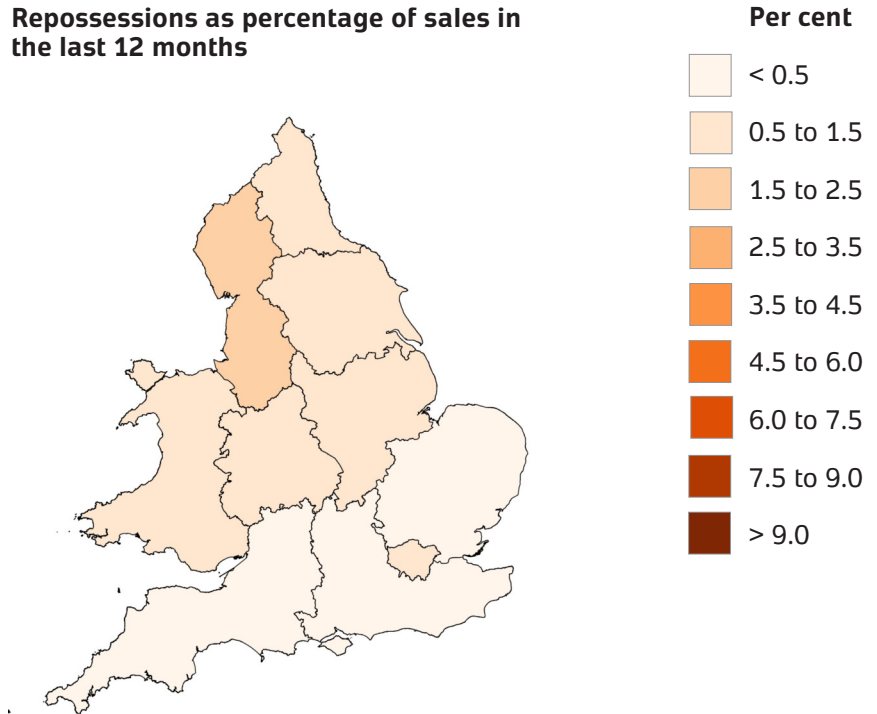 Repossessions as percentage of sales in
the last 12 months
Per cent
< 0.5
0.5 to 1.5
1.5 to 2.5
2.5 to 3.5
3.5 to 4.5
4.5 to 6.0
6.0 to 7.5
7.5 to 9.0
> 9.0